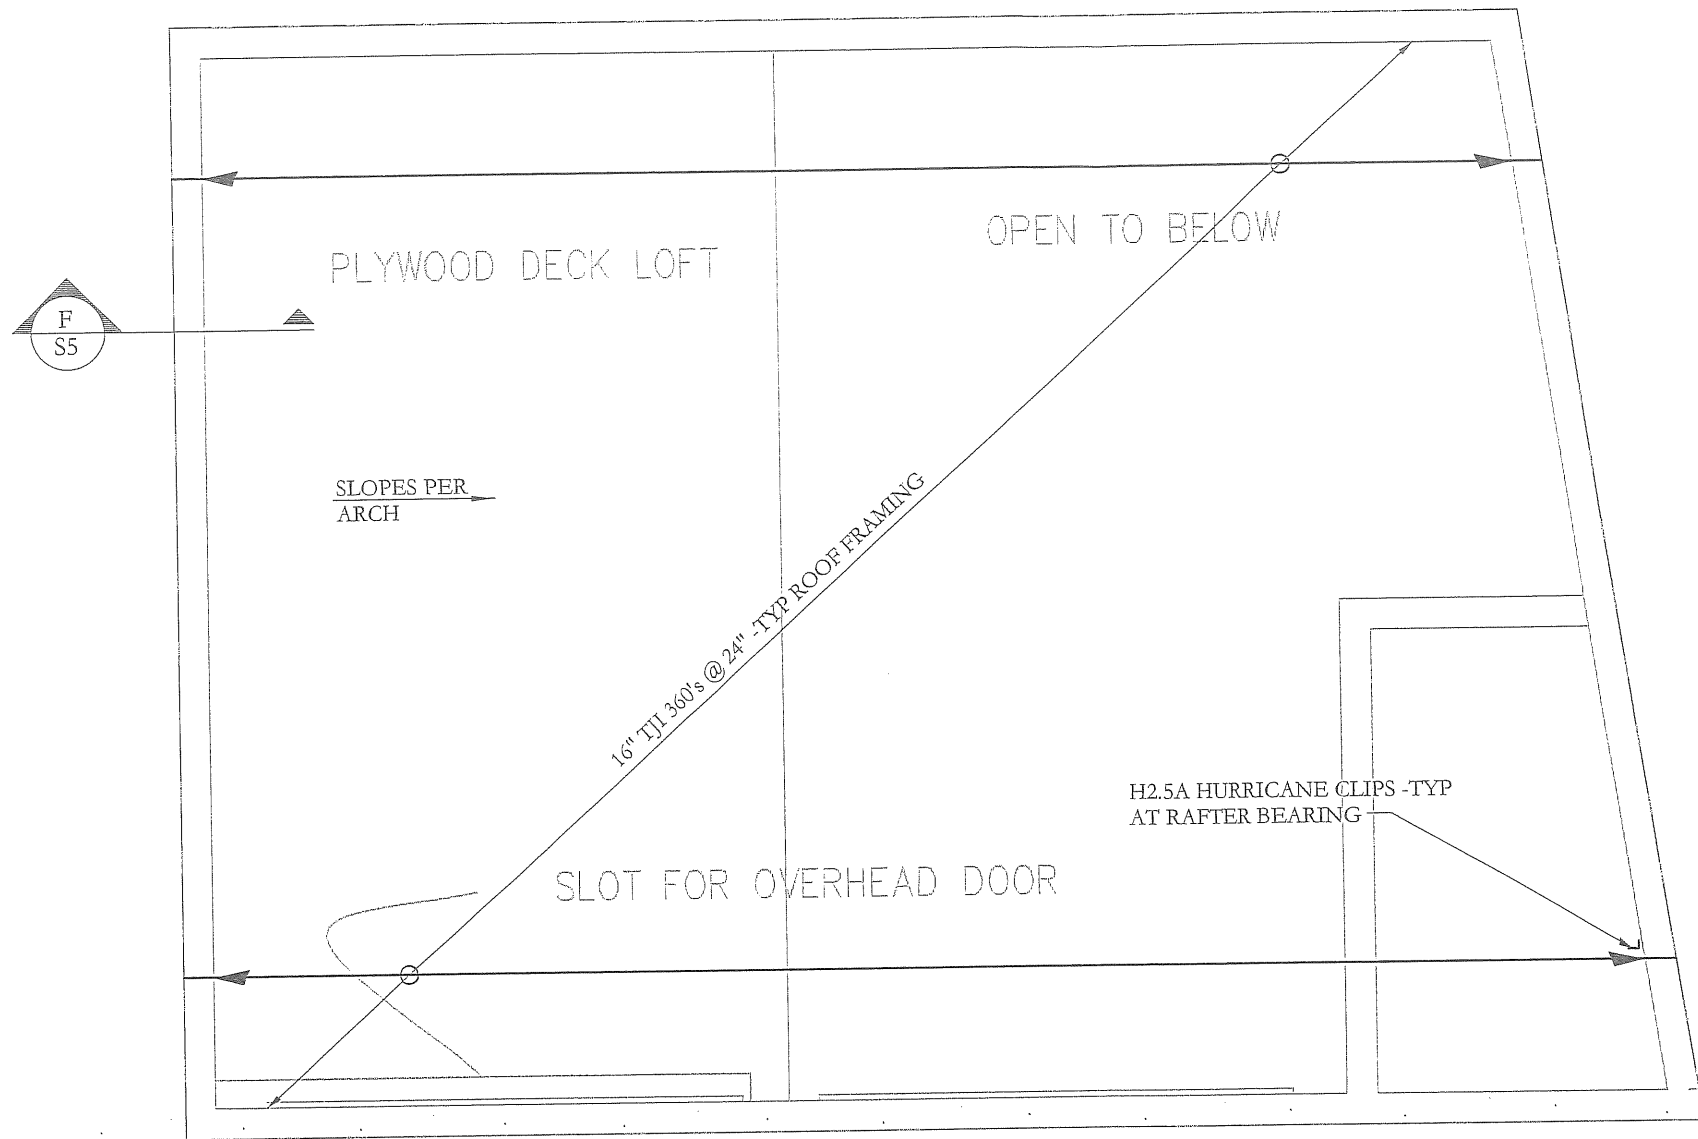 OPEN TO BELOW
PLYWOOD DECK LOFT
F
S5
SLOPES PER
ARCH
16" TJI 360's @ 24" -TYP ROOF FRAMING
H2.5A HURRICANE CLIPS -TYP
AT RAFTER BEARING
SLOT FOR OVERHEAD DOOR